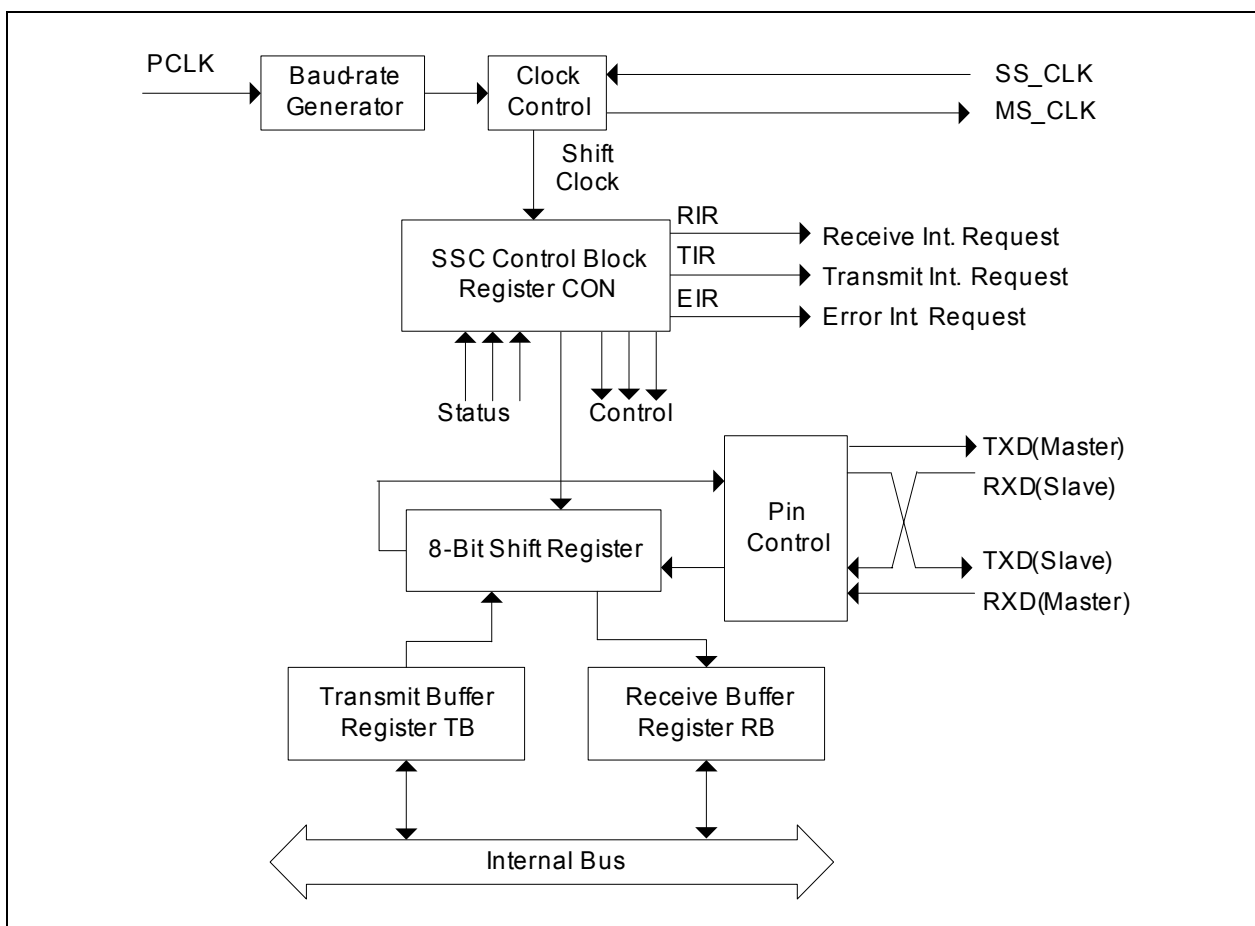 PCLK
Baud-rate
Generator
Clock
Control
SS_CLK
MS_CLK
Shift
Clock
SSC Control Block
Register CON
RIR
TIR
EIR
Receive Int. Request
Transmit Int. Request
Error Int. Request
Status
Control
8-Bit Shift Register
Pin
Control
TXD(Master)
RXD(Slave)
TXD(Slave)
RXD(Master)
Transmit Buffer
Register TB
Receive Buffer
Register RB
Internal Bus